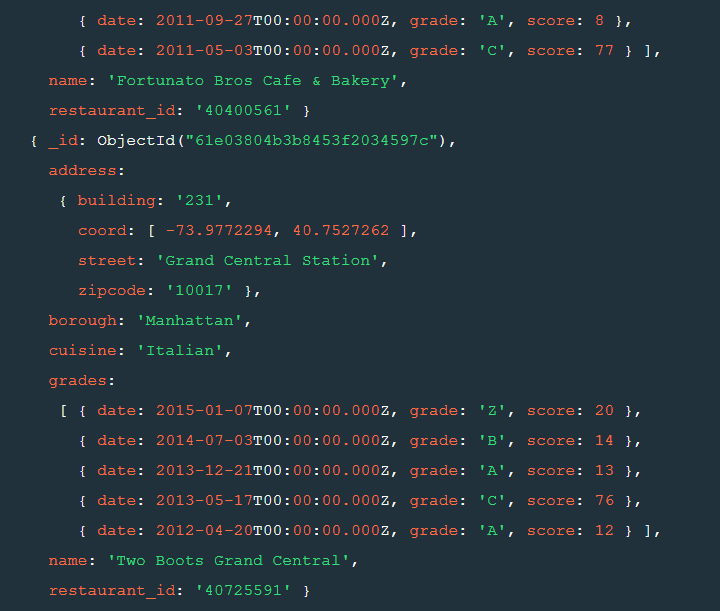 { date: 2011-09-27T00:00:00.000Z, grade: 'A', score: 8 },
{ date: 2011-05-03T00:00:00.000Z, grade: 'C', score: 77 } ],
name: 'Fortunato Bros Cafe & Bakery',
restaurant_id: '40400561' }
{ _id: ObjectId("61e03804b3b8453f2034597c"),
address:
{ building: '231',
coord: [ -73.9772294, 40.7527262 ],
street: 'Grand Central Station',
zipcode: '10017' },
borough: 'Manhattan',
cuisine: 'Italian',
grades:
[ { date: 2015-01-07T00:00:00.000Z, grade: 'Z', score: 20 },
{ date: 2014-07-03T00:00:00.000Z, grade: 'B', score: 14 },
{ date: 2013-12-21T00:00:00.000Z, grade: 'A', score: 13 },
{ date: 2013-05-17T00:00:00.000Z, grade: 'C', score: 76 },
{ date: 2012-04-20T00:00:00.000Z, grade: 'A', score: 12 } ],
name: 'Two Boots Grand Central',
restaurant_id: '40725591' }